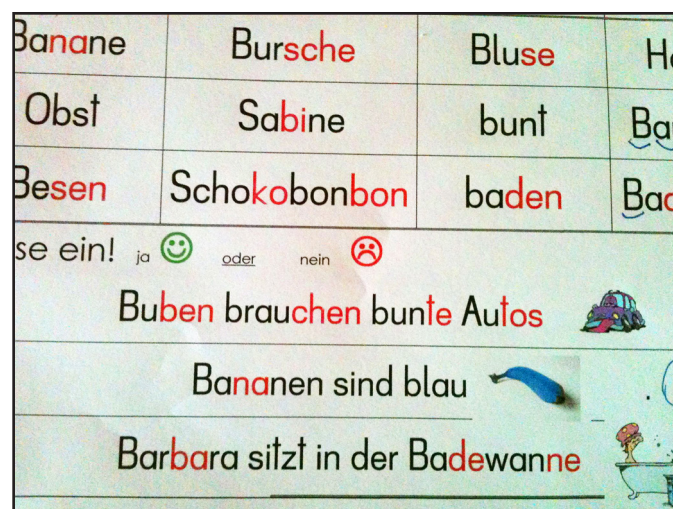 Banane Bursche Bluse
Obst Sabine bunt
Besen Schokobonbon baden
se ein! ja oder nein
Buben brauchen bunte Autos
Bananen sind blau
Barbara sitzt in der Badewanne